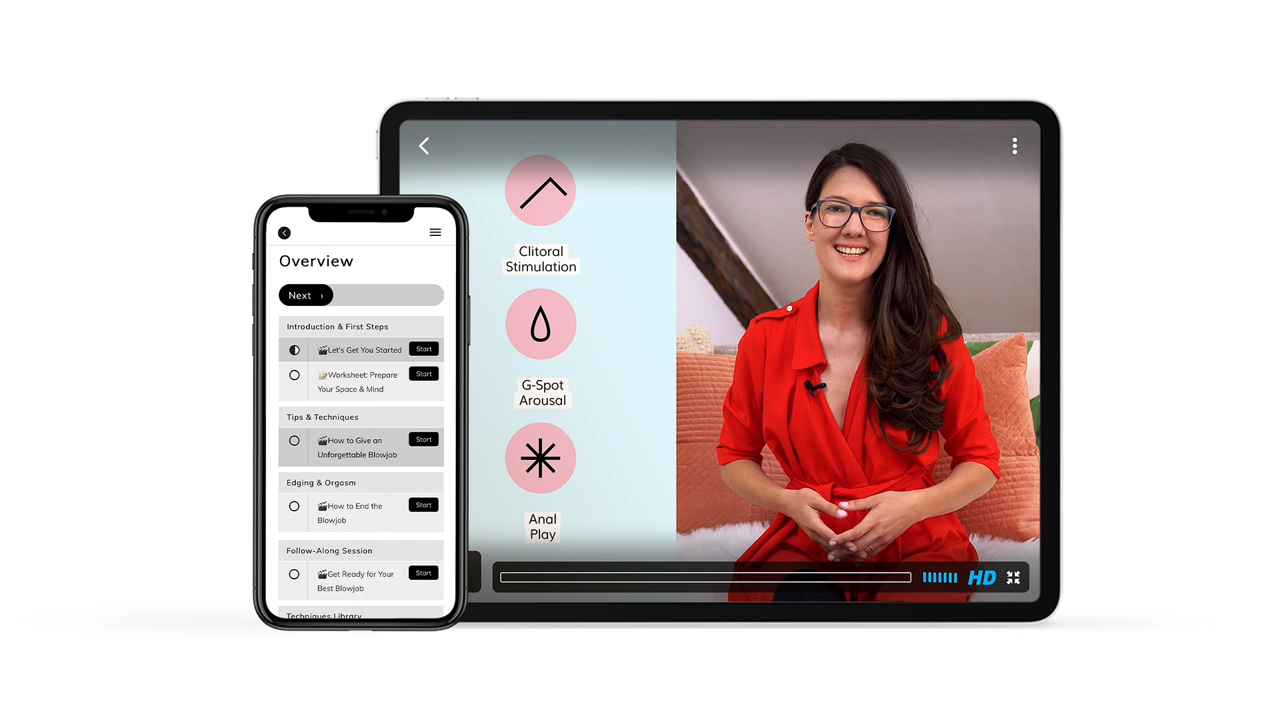 Overview
Next ›
Introduction & First Steps
Let's Get You Started
Start
Worksheet: Prepare
Your Space & Mind
Start
Tips & Techniques
How to Give an
Unforgettable Blowjob
Start
Edging & Orgasm
How to End the
Blowjob
Start
Follow-Along Session
Get Ready for Your
Best Blowjob
Start
Techniques Library
Clitoral
Stimulation
G-Spot
Arousal
Anal
Play
HD